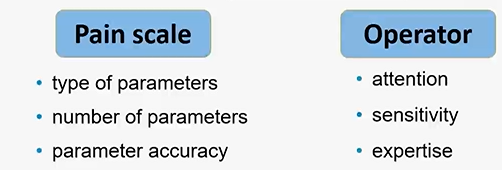 Pain scale
• type of parameters
• number of parameters
• parameter accuracy
Operator
• attention
• sensitivity
• expertise